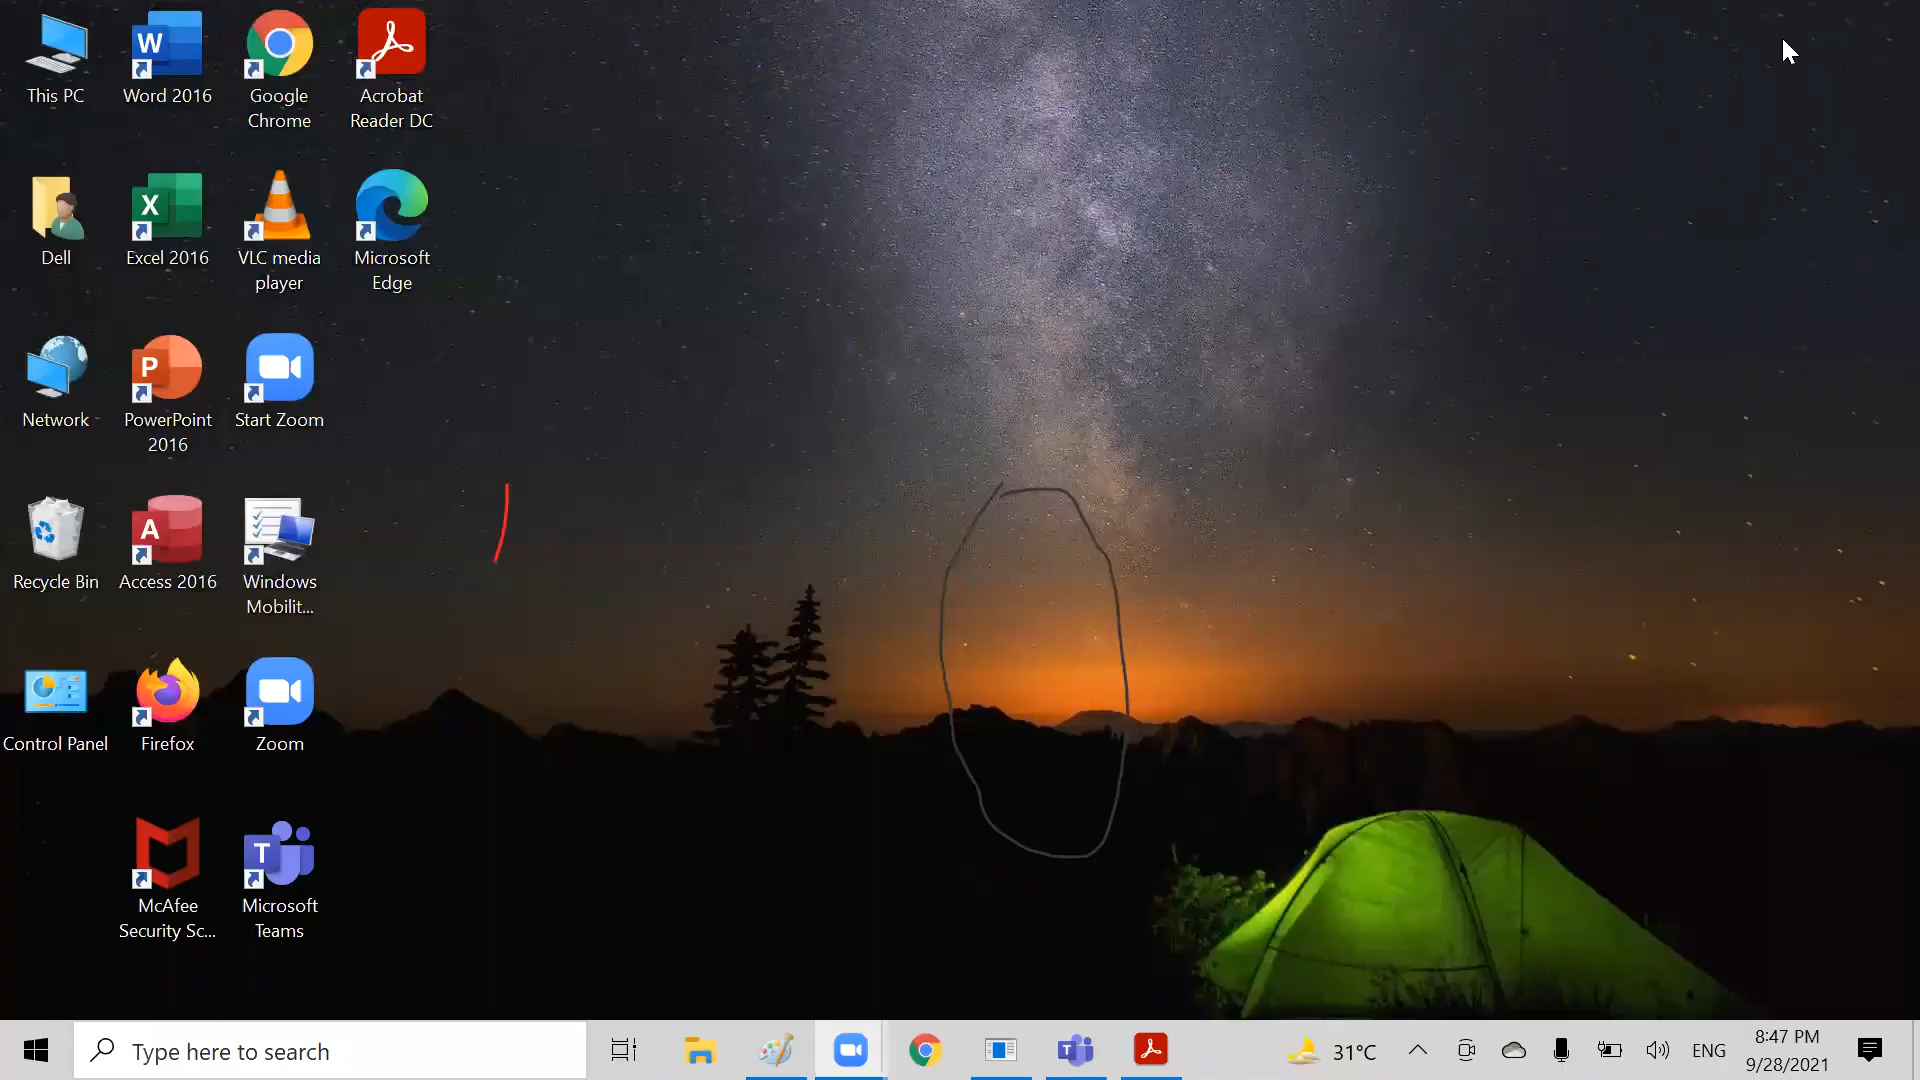 This PC
Word 2016
Google
Chrome
Acrobat
Reader DC
Dell
Excel 2016
VLC media
player
Microsoft
Edge
Network
PowerPoint
2016
Start Zoom
Recycle Bin
Access 2016
Windows
Mobilit...
Control Panel
Firefox
Zoom
McAfee
Security Sc...
Microsoft
Teams
Type here to search
31°C
ENG
8:47 PM
9/28/2021